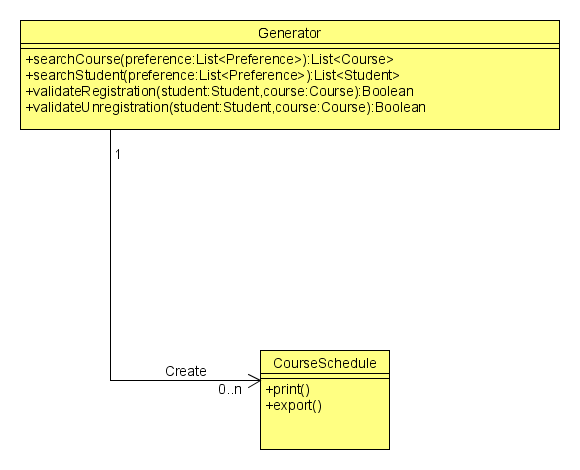 Generator
+searchCourse(preference:List<Preference>):List<Course>
+searchStudent(preference:List<Preference>):List<Student>
+validateRegistration(student:Student,course:Course):Boolean
+validateUnregistration(student:Student,course:Course):Boolean
1
Create
0..n
CourseSchedule
+print()
+export()